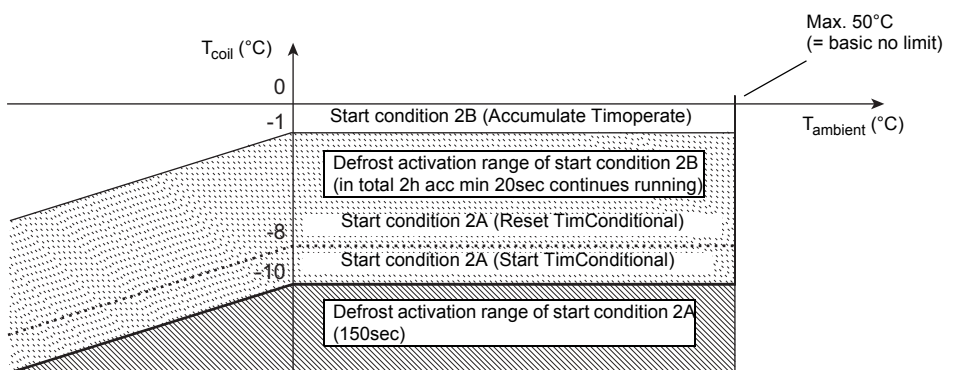 Max. 50°C
(= basic no limit)
Tcoil (°C)
0
Start condition 2B (Accumulate Timoperate)
-1
Tambient (°C)
Defrost activation range of start condition 2B
(in total 2h acc min 20sec continues running)
Start condition 2A (Reset TimConditional)
-8
Start condition 2A (Start TimConditional)
-10
Defrost activation range of start condition 2A
(150sec)